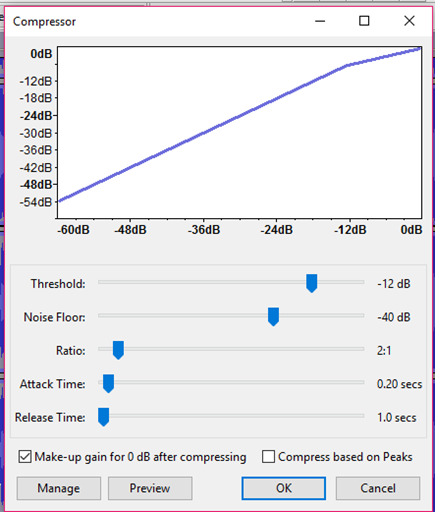 Compressor
0dB
-12dB
-18dB
-24dB
-30dB
-36dB
-42dB
-48dB
-54dB
-60dB -48dB -36dB -24dB -12dB 0dB
Threshold: -12 dB
Noise Floor: -40 dB
Ratio: 2:1
Attack Time: 0.20 secs
Release Time: 1.0 secs
Make-up gain for 0 dB after compressing Compress based on Peaks
Manage Preview OK Cancel